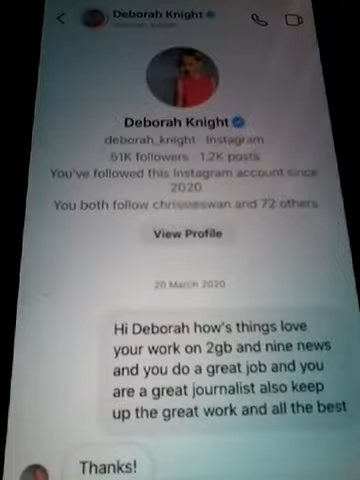 Deborah Knight
Deborah Knight
deborah_knight · Instagram
51K followers · 1.2K posts
You've followed this Instagram account since
2020
You both follow chrissieswan and 72 others
View Profile
20 March 2020
Hi Deborah how's things love
your work on 2gb and nine news
and you do a great job and you
are a great journalist also keep
up the great work and all the best
Thanks!